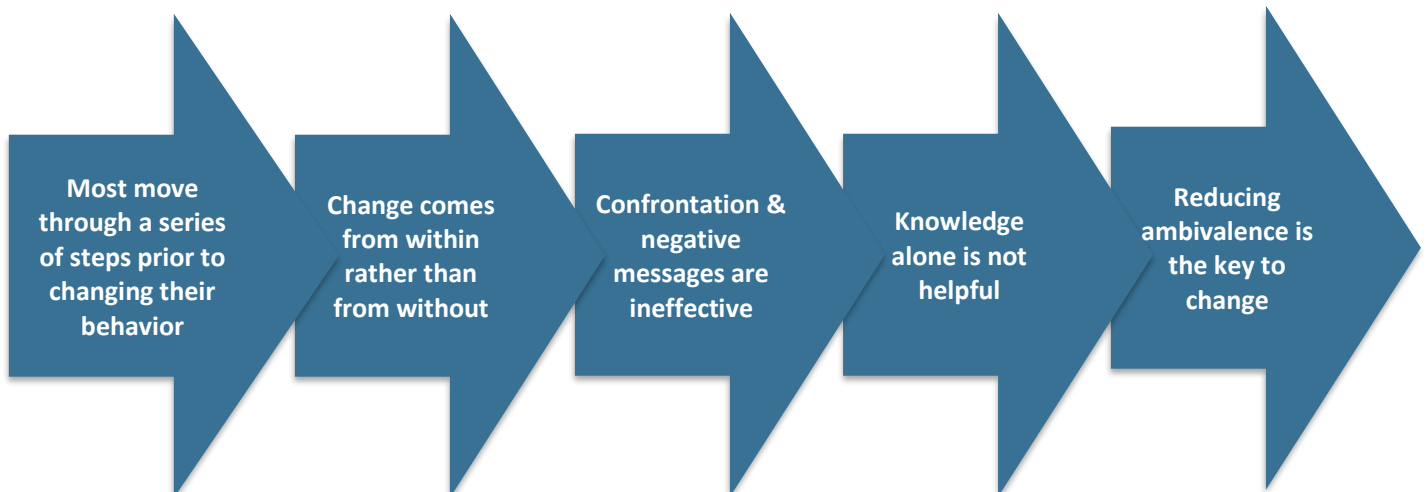 Most move
through a series
of steps prior to
changing their
behavior
Change comes
from within
rather than
from without
Confrontation &
negative
messages are
ineffective
Knowledge
alone is not
helpful
Reducing
ambivalence is
the key to
change